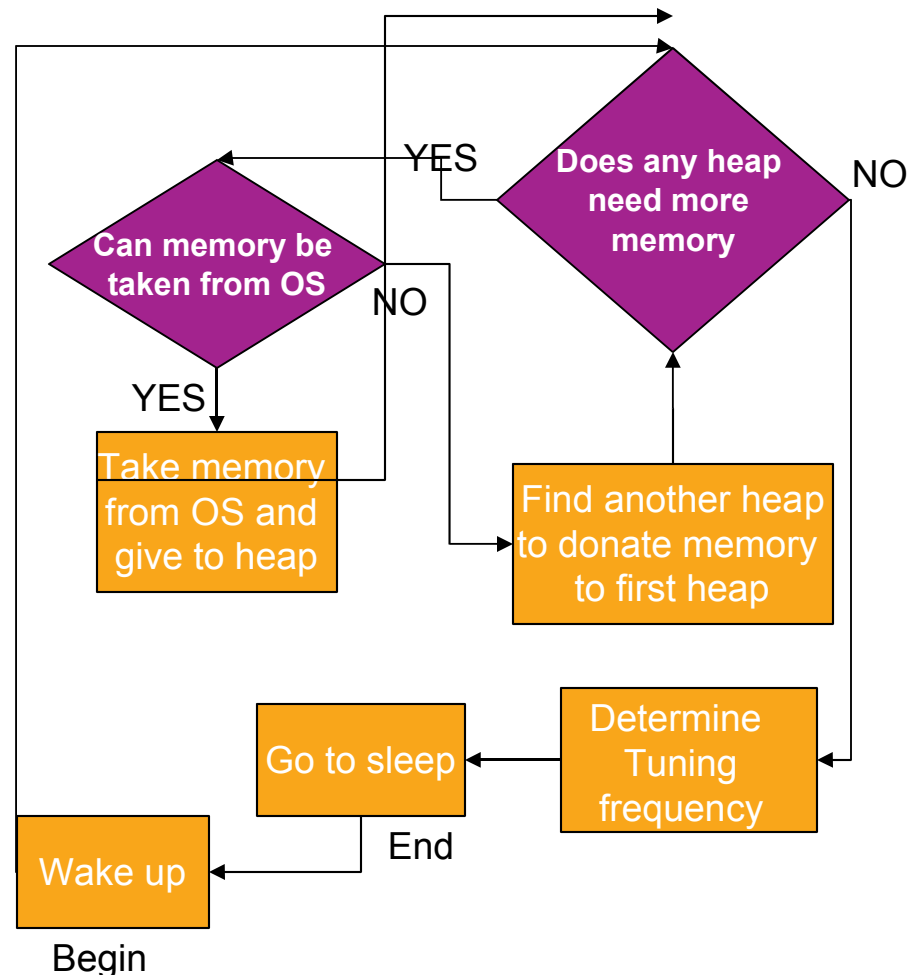 YES
Does any heap
need more
memory
NO
Can memory be
taken from OS
NO
YES
Take memory
from OS and
give to heap
Find another heap
to donate memory
to first heap
Determine
Tuning
frequency
Go to sleep
End
Wake up
Begin